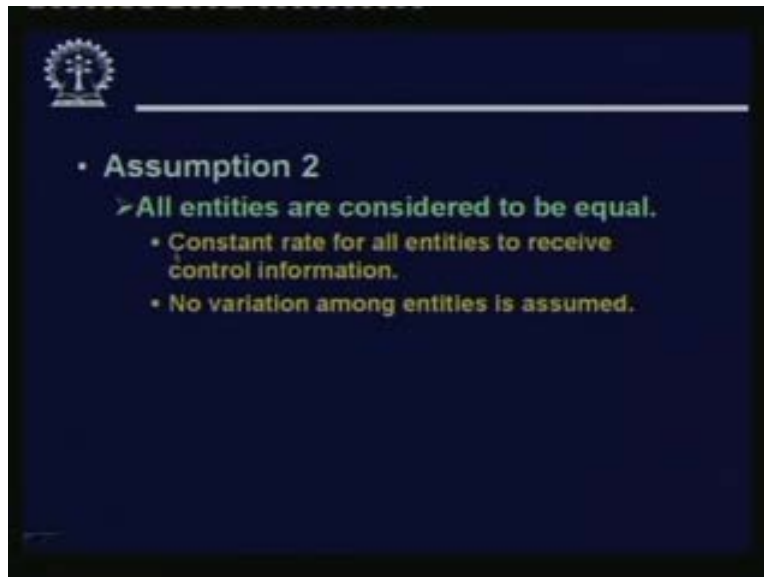 • Assumption 2
➢All entities are considered to be equal.
• Constant rate for all entities to receive
control information.
• No variation among entities is assumed.